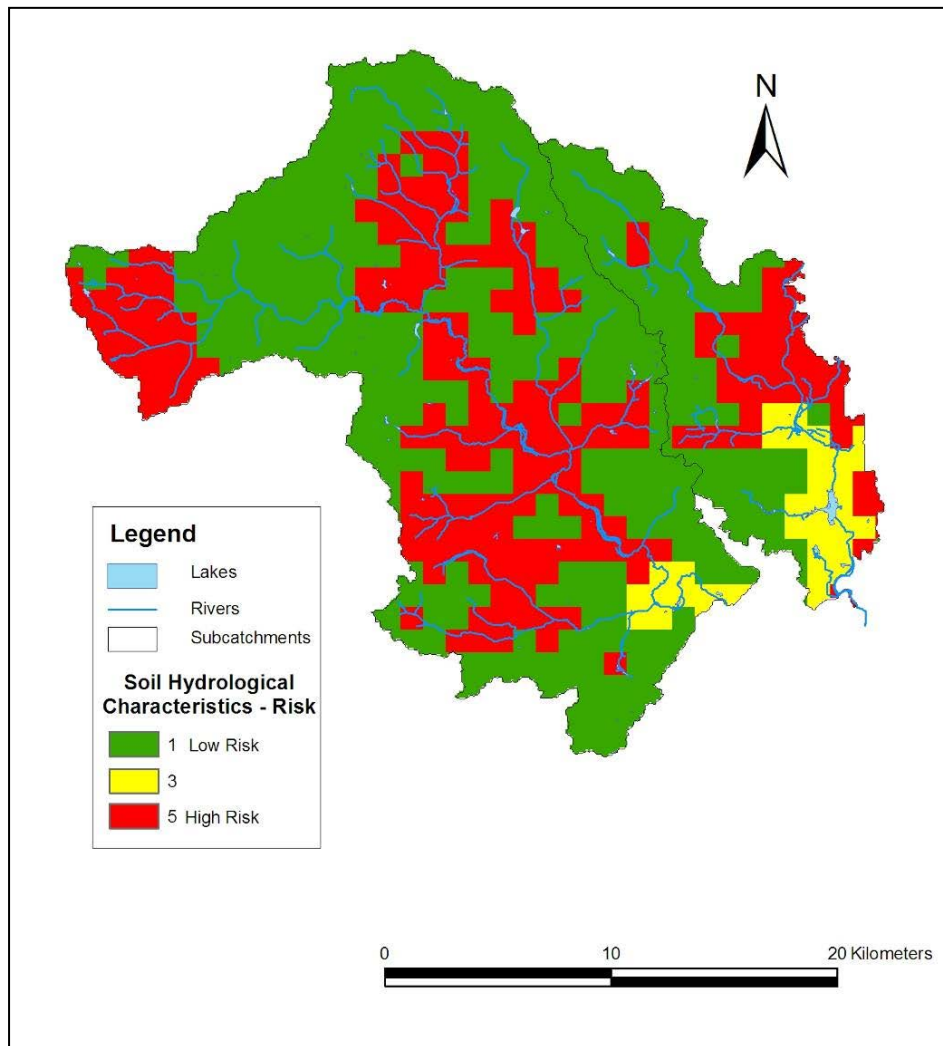 N
Legend
Lakes
Rivers
Subcatchments
Soil Hydrological
Characteristics - Risk
1 Low Risk
3
5 High Risk
0 10 20 Kilometers